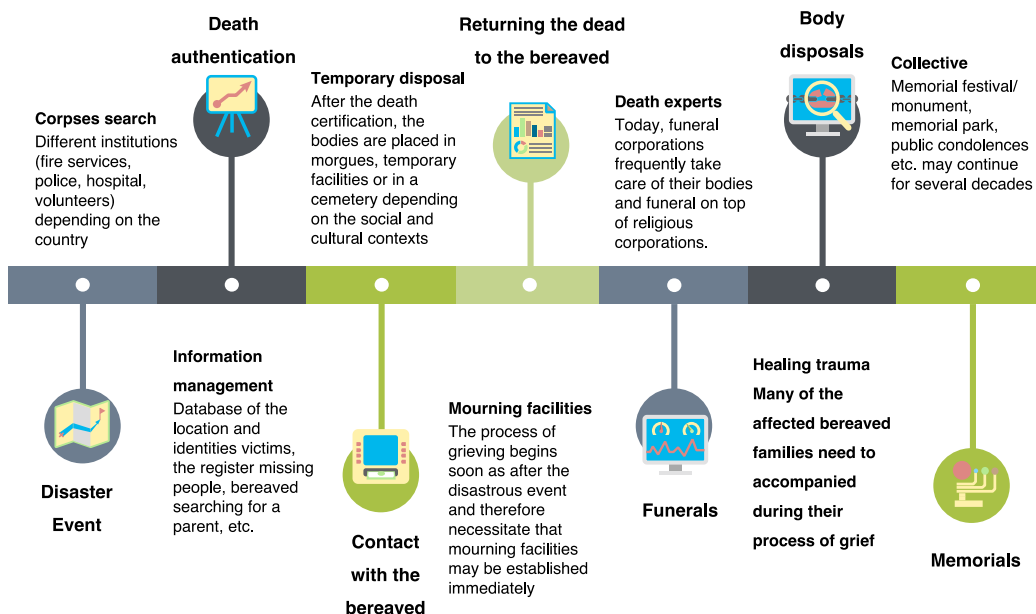 Death
authentication
Returning the dead
to the bereaved
Body
disposals
Corpses search
Different institutions
(fire services,
police, hospital,
volunteers)
depending on the
country
Temporary disposal
After the death
certification, the
bodies are placed in
morgues, temporary
facilities or in a
cemetery depending
on the social and
cultural contexts
Death experts
Today, funeral
corporations
frequently take
care of their bodies
and funeral on top
of religious
corporations.
Collective
Memorial festival/
monument,
memorial park,
public condolences
etc. may continue
for several decades
Disaster
Event
Information
management
Database of the
location and
identities victims,
the register missing
people, bereaved
searching for a
parent, etc.
Contact
with the
bereaved
Mourning facilities
The process of
grieving begins
soon as after the
disastrous event
and therefore
necessitate that
mourning facilities
may be established
immediately
Funerals
Healing trauma
Many of the
affected bereaved
families need to
accompanied
during their
process of grief
Memorials